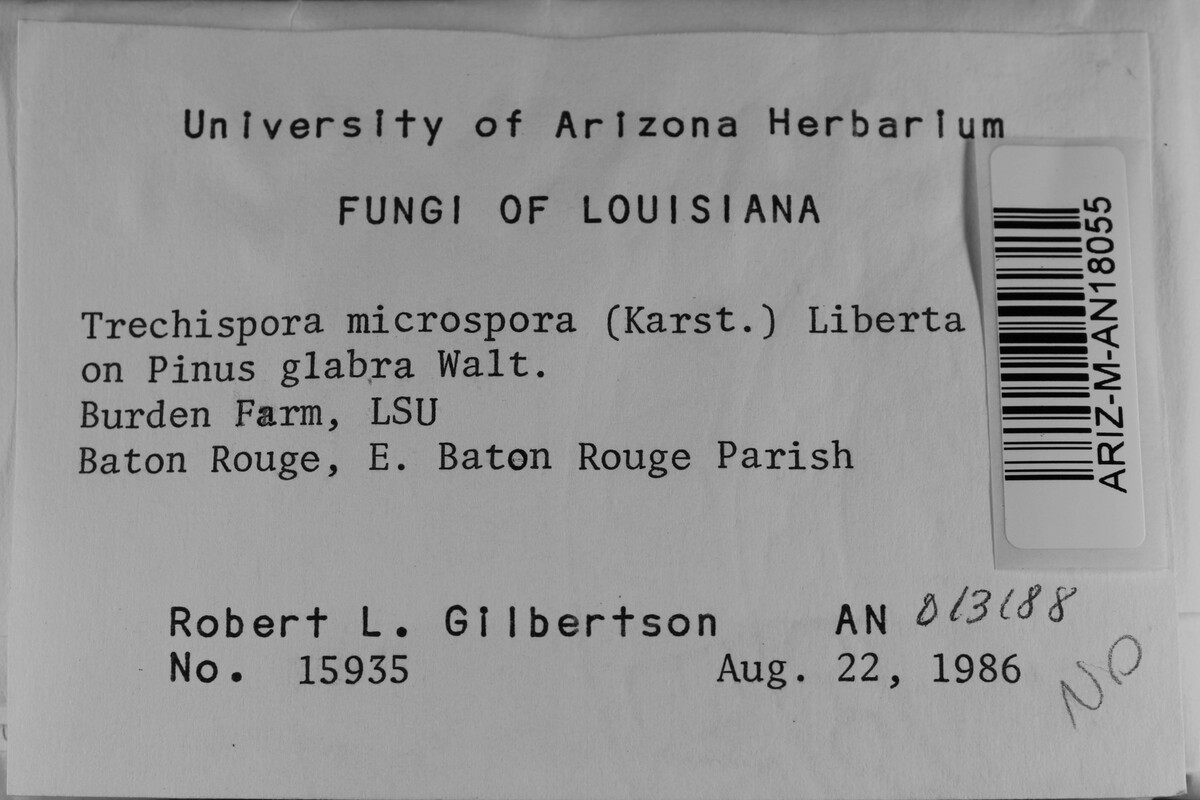 University of Arizona Herbarium
FUNGI OF LOUISIANA
Trechispora microspora (Karst.) Liberta
on Pinus glabra Walt.
Burden Farm, LSU
Baton Rouge, E. Baton Rouge Parish
Robert L. Gilbertson
AN 013188
No. 15935
Aug. 22, 1986
NO
ARIZ-M-AN18055